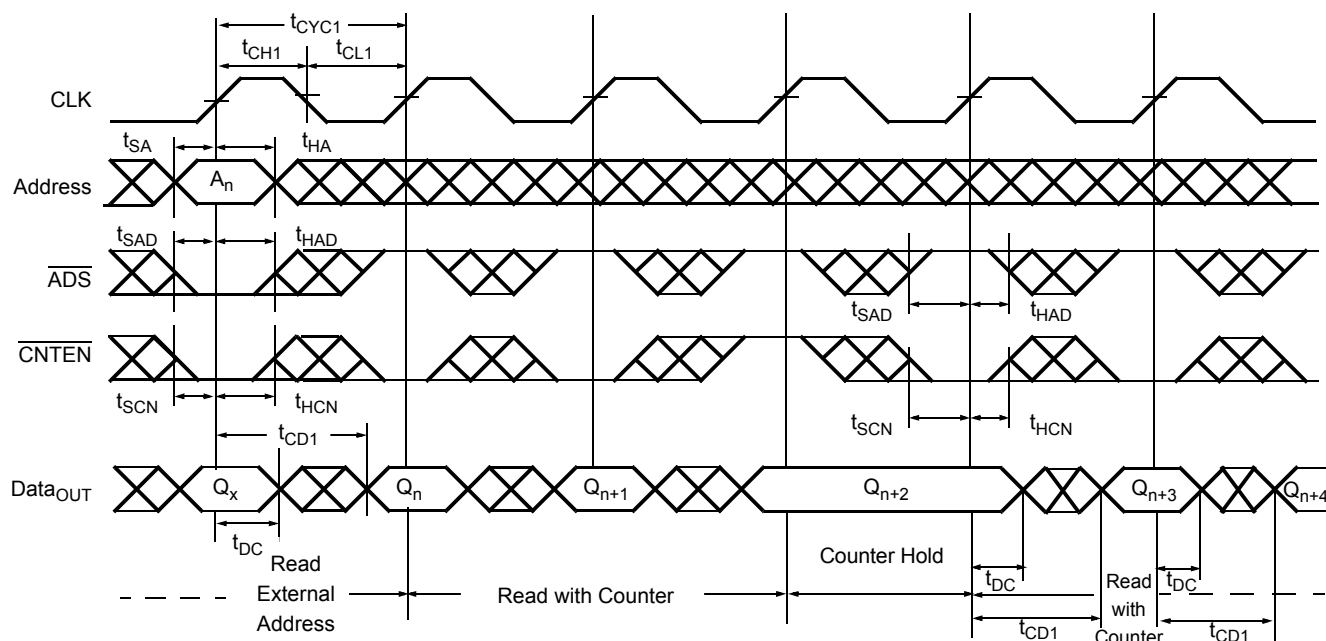 tCYC1
tCH1
tCL1
CLK
tSA
tHA
Address
An
tSAD
tHAD
ADS
tSAD
tHAD
CNTEN
tSCN
tHCN
tSCN
tHCN
tCD1
DataOUT
Qx
Qn
Qn+1
Qn+2
Qn+3
Qn+4
tDC
Read
External
Address
Read with Counter
Counter Hold
tDC
Read
with
Counter
tDC
tCD1
tCD1